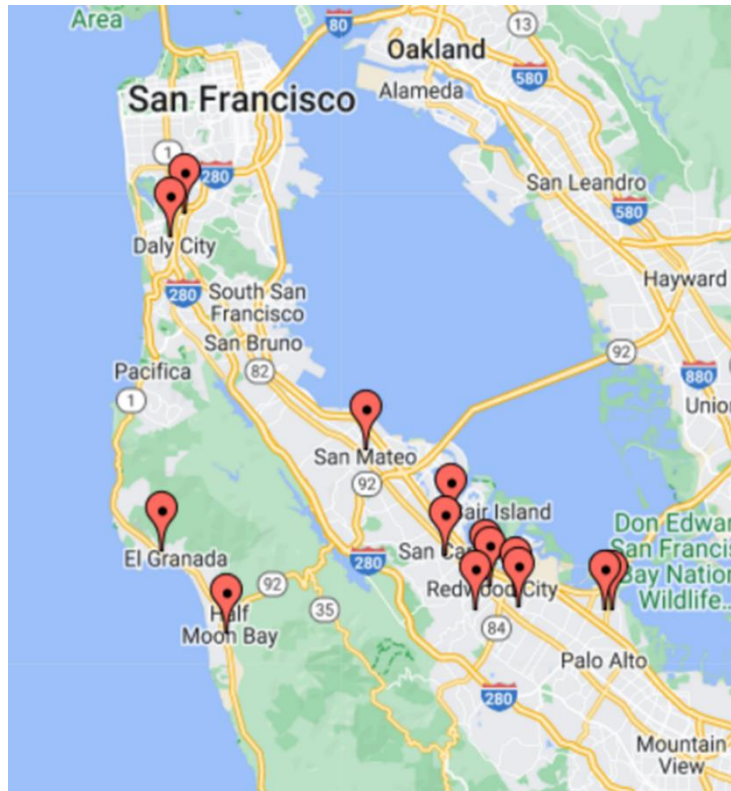 Area
80
13
Oakland
580
Alameda
San Francisco
1
280
San Leandro
580
Daly City
Hayward
280
South San
Francisco
San Bruno
92
82
Pacifica
880
1
Union
San Mateo
92
Bair Island
Don Edwar
San Francis
Bay Nation
Wildlife...
San Ca
El Granada
280
92
Redwood City
35
Half
Moon Bay
84
Palo Alto
280
Mountain
View